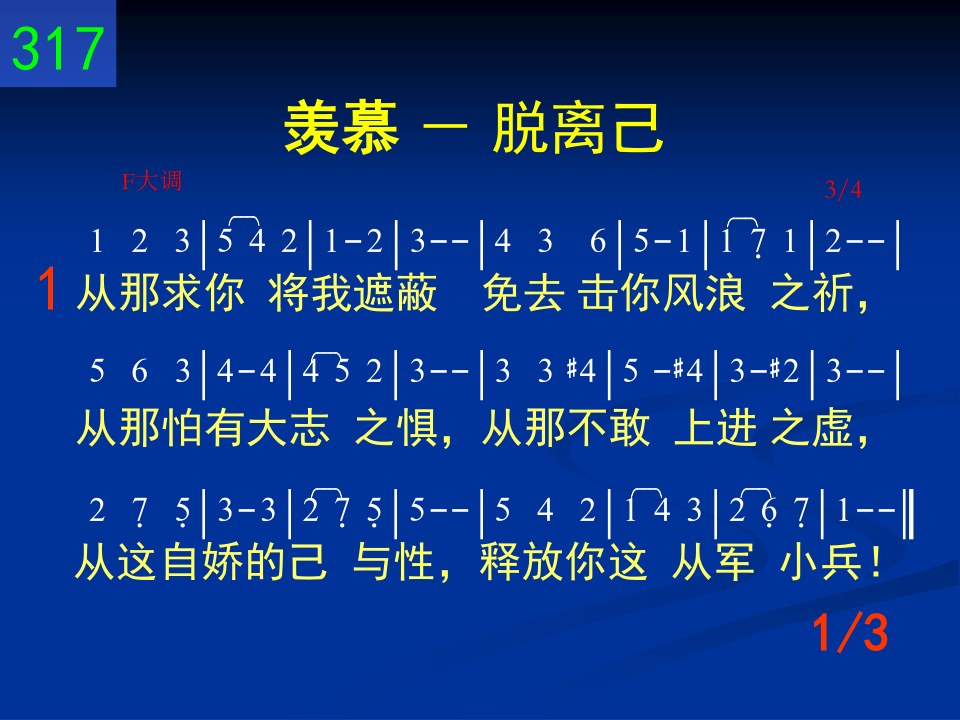 317
羡慕 － 脱离己
F大调 3/4
1 2 3|5 4 2|1-2|3--|4 3 6|5-1|1 7̣ 1|2--|
1 从那求你 将我遮蔽 免去击你风浪 之祈，
5 6 3|4-4|4 5 2|3--|3 3 #4|5 -#4|3-#2|3--|
从那怕有大志 之惧，从那不敢 上进之虚，
2 7̣ 5̣|3-3|2 7̣ 5̣|5--|5 4 2|1 4 3|2 6̣ 7̣|1--‖
从这自娇的己 与性，释放你这 从军 小兵！
1/3